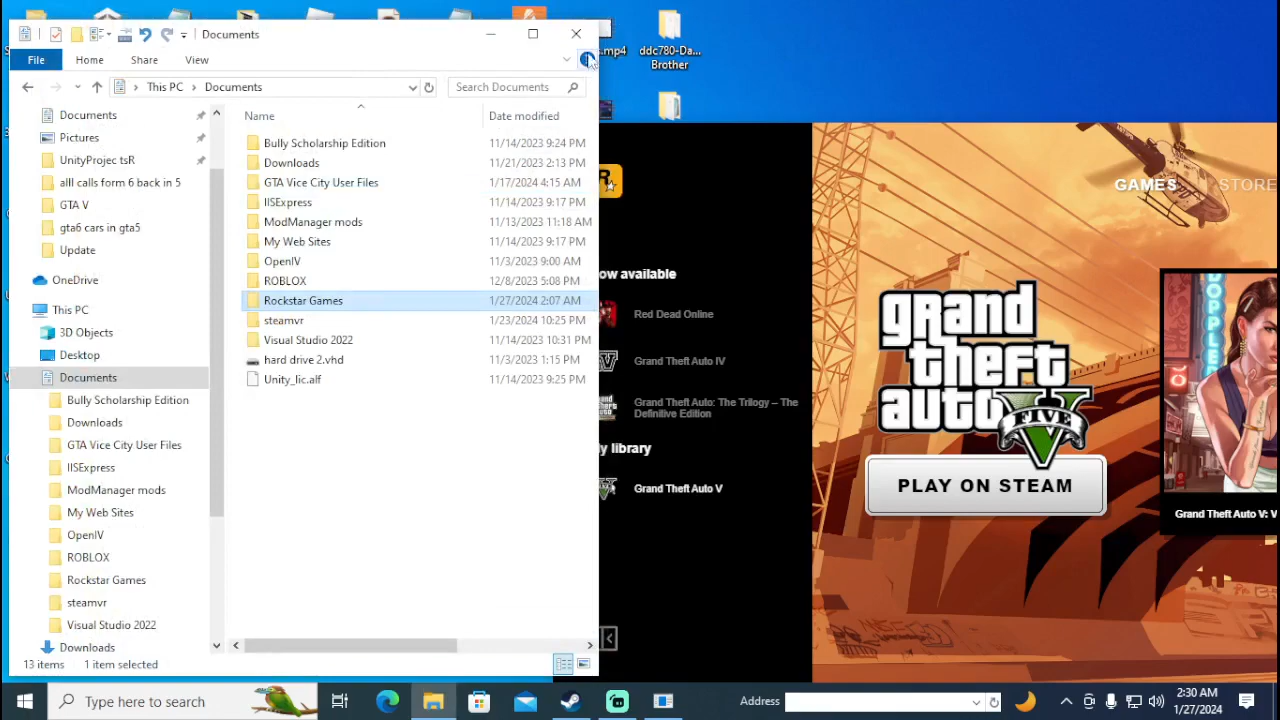 Documents
File
Home
Share
View
This PC
Documents
Search Documents
Documents
Pictures
UnityProjec tsR
alll calls form 6 back in 5
GTA V
gta6 cars in gta5
Update
OneDrive
This PC
3D Objects
Desktop
Documents
Bully Scholarship Edition
Downloads
GTA Vice City User Files
IISExpress
ModManager mods
My Web Sites
OpenIV
ROBLOX
Rockstar Games
steamvr
Visual Studio 2022
Downloads
Name Date modified
Bully Scholarship Edition 11/14/2023 9:24 PM
Downloads 11/21/2023 2:13 PM
GTA Vice City User Files 1/17/2024 4:15 AM
IISExpress 11/14/2023 9:17 PM
ModManager mods 11/13/2023 11:18 AM
My Web Sites 11/14/2023 9:17 PM
OpenIV 11/3/2023 9:00 AM
ROBLOX 12/8/2023 5:08 PM
Rockstar Games 1/27/2024 2:07 AM
steamvr 1/23/2024 10:25 PM
Visual Studio 2022 11/14/2023 10:31 PM
hard drive 2.vhd 11/3/2023 1:15 PM
Unity_lic.alf 11/14/2023 9:25 PM
13 items 1 item selected
.mp4
ddc780-Da...
Brother
R
GAMES STORE
ow available
Red Dead Online
Grand Theft Auto IV
Grand Theft Auto: The Trilogy – The
Definitive Edition
y library
Grand Theft Auto V
grand
theft
auto
V
FIVE
PLAY ON STEAM
DOPPLE
Grand Theft Auto V: V
Type here to search
Address
2:30 AM
1/27/2024